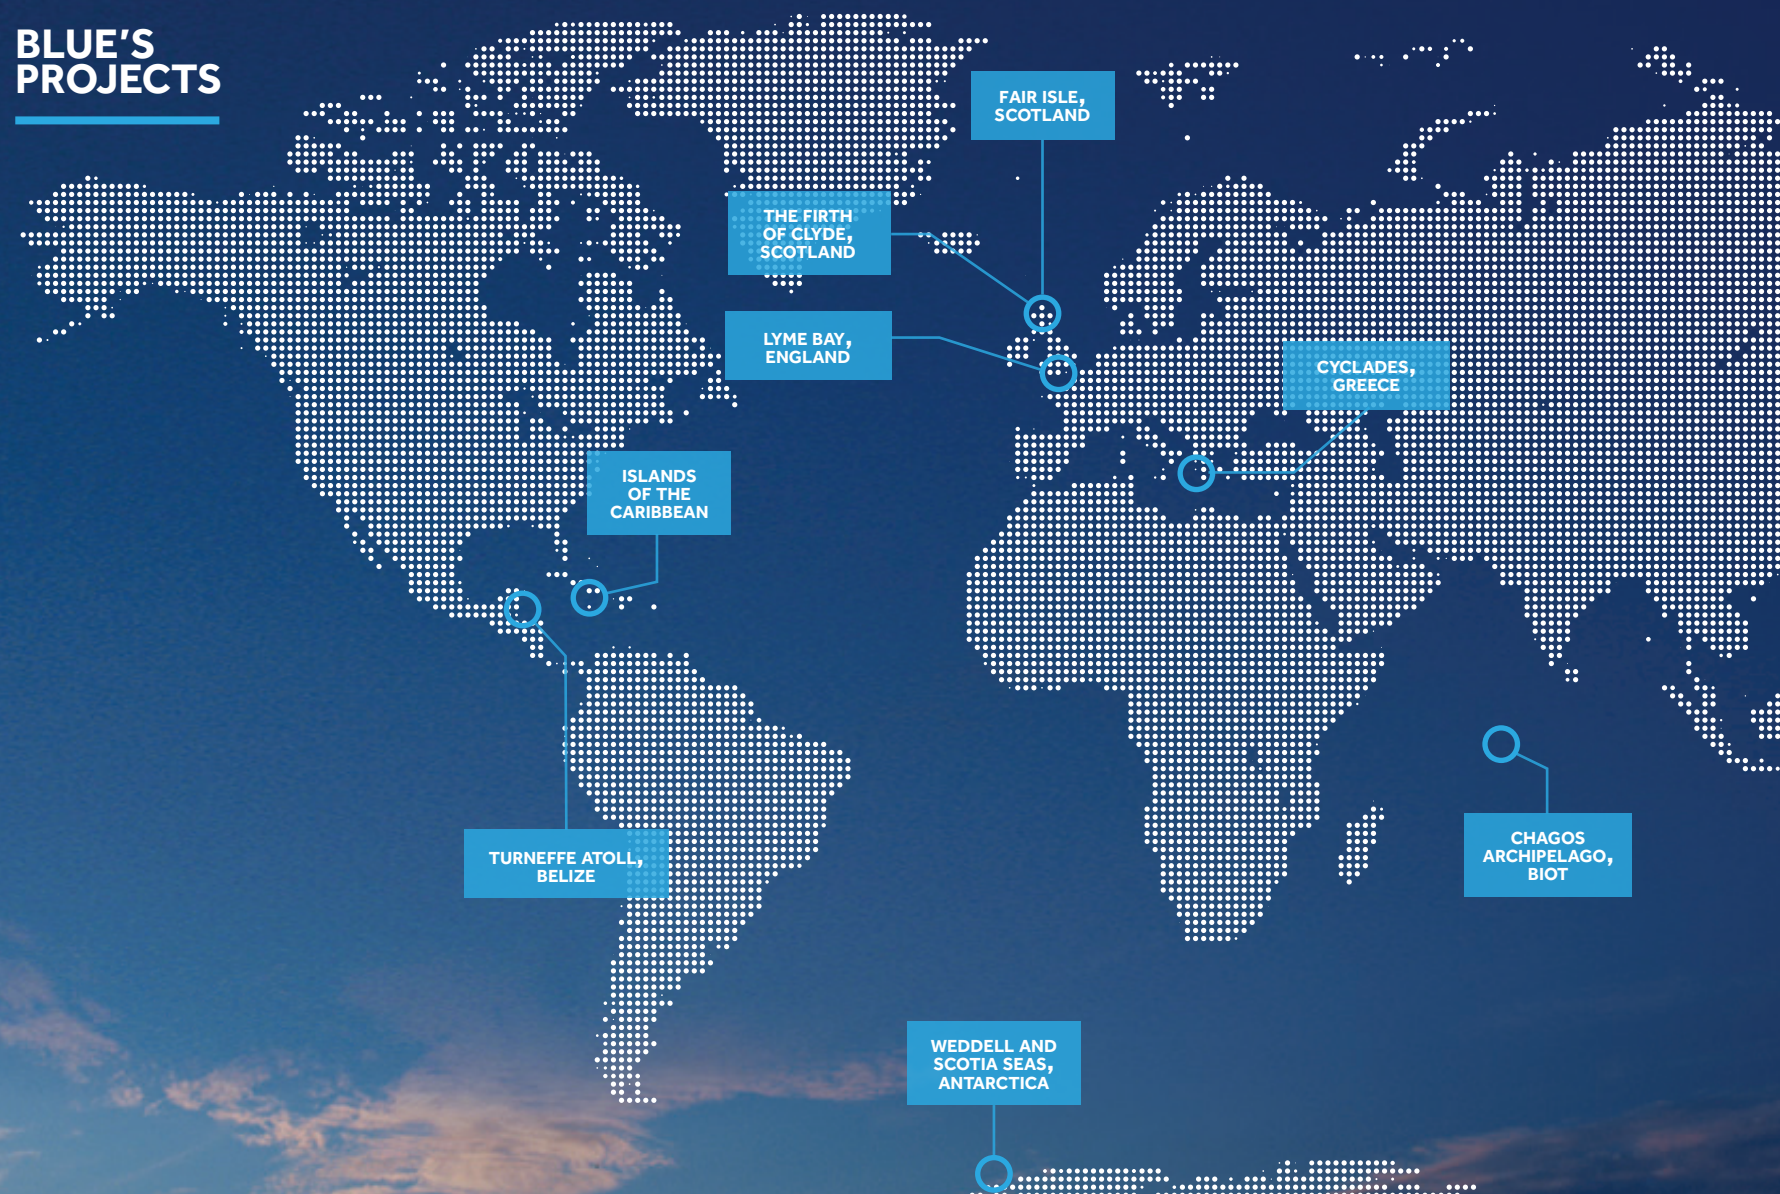 BLUE'S
PROJECTS
FAIR ISLE,
SCOTLAND
THE FIRTH
OF CLYDE,
SCOTLAND
LYME BAY,
ENGLAND
CYCLADES,
GREECE
ISLANDS
OF THE
CARIBBEAN
TURNEFFE ATOLL,
BELIZE
CHAGOS
ARCHIPELAGO,
BIOT
WEDDELL AND
SCOTIA SEAS,
ANTARCTICA